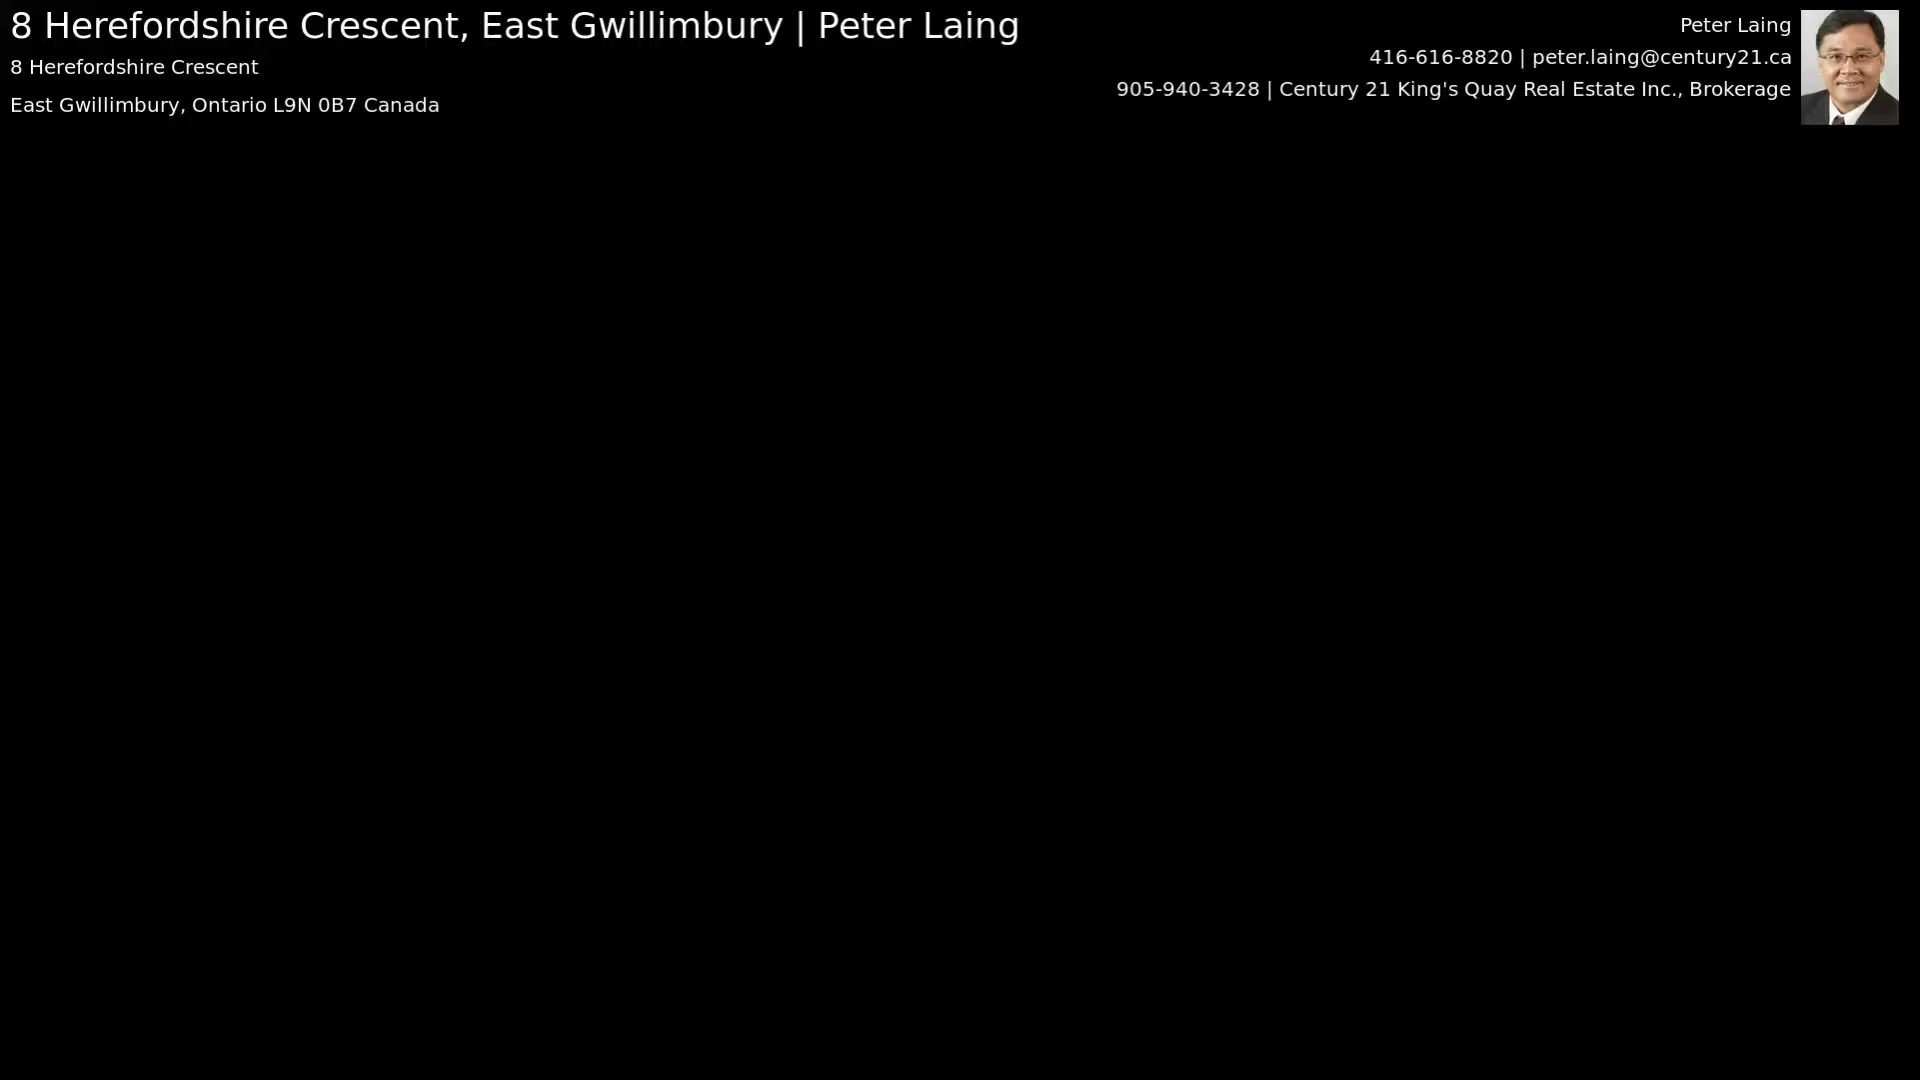 8 Herefordshire Crescent, East Gwillimbury | Peter Laing
8 Herefordshire Crescent
East Gwillimbury, Ontario L9N 0B7 Canada
Peter Laing
416-616-8820 | peter.laing@century21.ca
905-940-3428 | Century 21 King's Quay Real Estate Inc., Brokerage